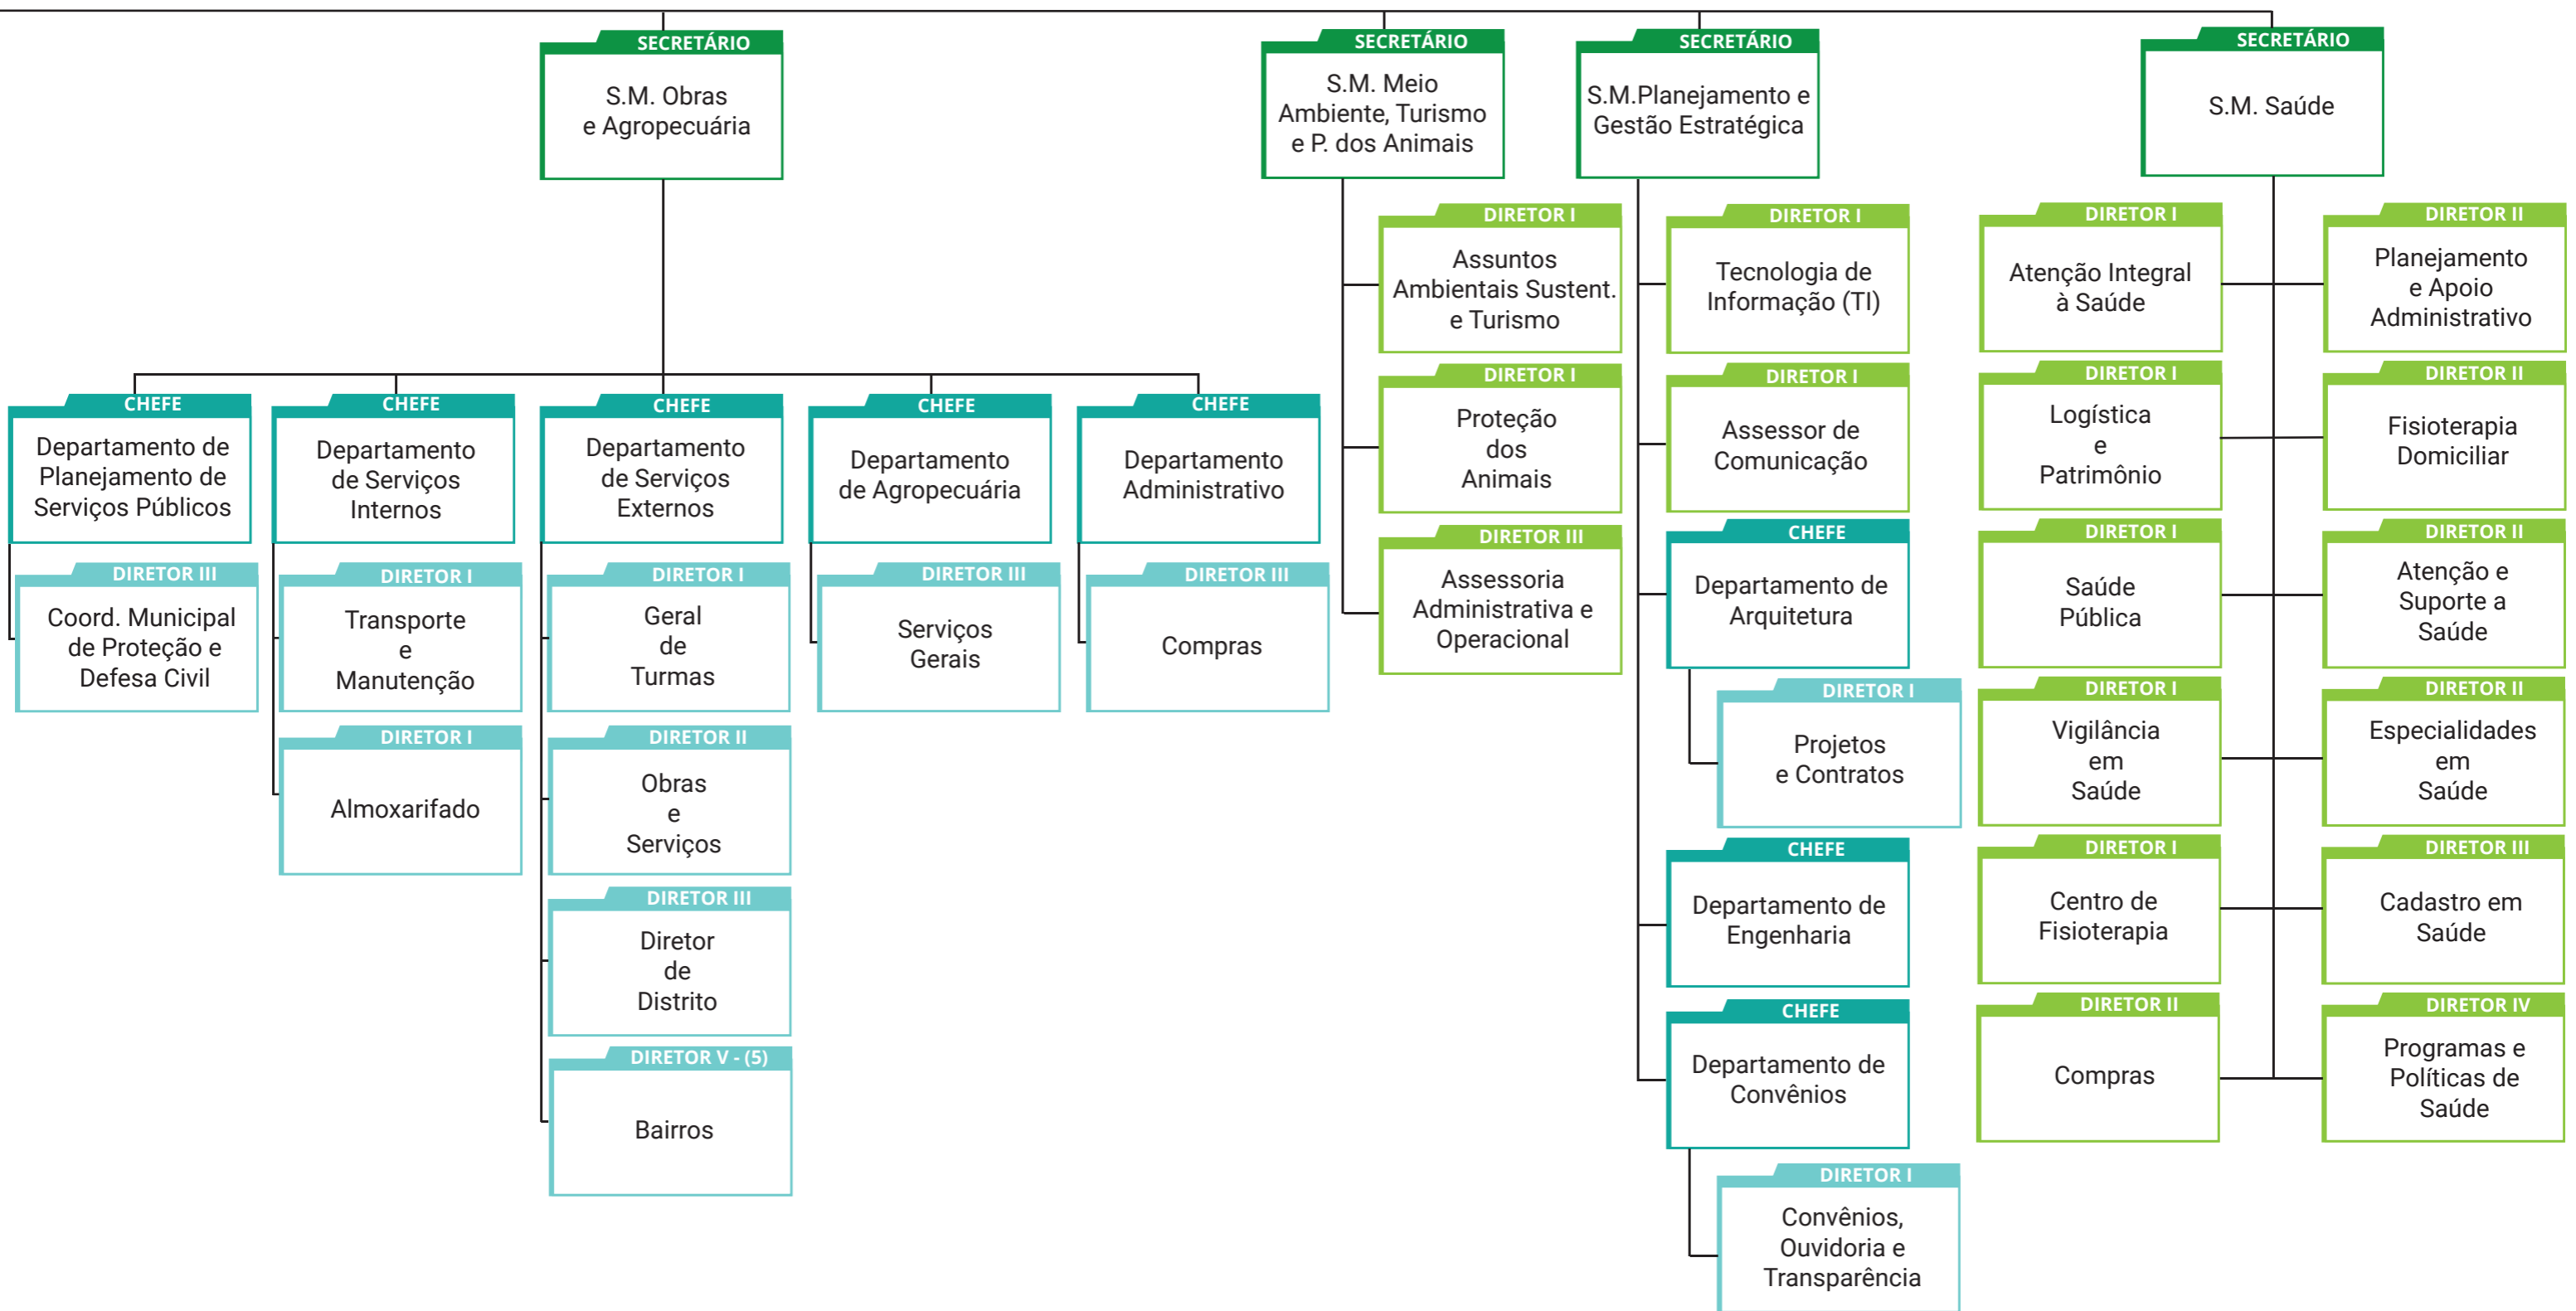 SECRETÁRIO
S.M. Obras
e Agropecuária
SECRETÁRIO
S.M. Meio
Ambiente, Turismo
e P. dos Animais
SECRETÁRIO
S.M.Planejamento e
Gestão Estratégica
SECRETÁRIO
S.M. Saúde
CHEFE
Departamento de
Planejamento de
Serviços Públicos
DIRETOR III
Coord. Municipal
de Proteção e
Defesa Civil
CHEFE
Departamento
de Serviços
Internos
DIRETOR I
Transporte
e
Manutenção
DIRETOR I
Almoxarifado
CHEFE
Departamento
de Serviços
Externos
DIRETOR I
Geral
de
Turmas
DIRETOR II
Obras
e
Serviços
DIRETOR III
Diretor
de
Distrito
DIRETOR V - (5)
Bairros
CHEFE
Departamento
de Agropecuária
DIRETOR III
Serviços
Gerais
CHEFE
Departamento
Administrativo
DIRETOR III
Compras
DIRETOR I
Assuntos
Ambientais Sustent.
e Turismo
DIRETOR I
Proteção
dos
Animais
DIRETOR III
Assessoria
Administrativa e
Operacional
DIRETOR I
Tecnologia de
Informação (TI)
DIRETOR I
Assessor de
Comunicação
CHEFE
Departamento de
Arquitetura
DIRETOR I
Projetos
e Contratos
CHEFE
Departamento de
Engenharia
CHEFE
Departamento de
Convênios
DIRETOR I
Convênios,
Ouvidoria e
Transparência
DIRETOR I
Atenção Integral
à Saúde
DIRETOR I
Logística
e
Patrimônio
DIRETOR I
Saúde
Pública
DIRETOR I
Vigilância
em
Saúde
DIRETOR I
Centro de
Fisioterapia
DIRETOR II
Compras
DIRETOR II
Planejamento
e Apoio
Administrativo
DIRETOR II
Fisioterapia
Domiciliar
DIRETOR II
Atenção e
Suporte a
Saúde
DIRETOR II
Especialidades
em
Saúde
DIRETOR III
Cadastro em
Saúde
DIRETOR IV
Programas e
Políticas de
Saúde